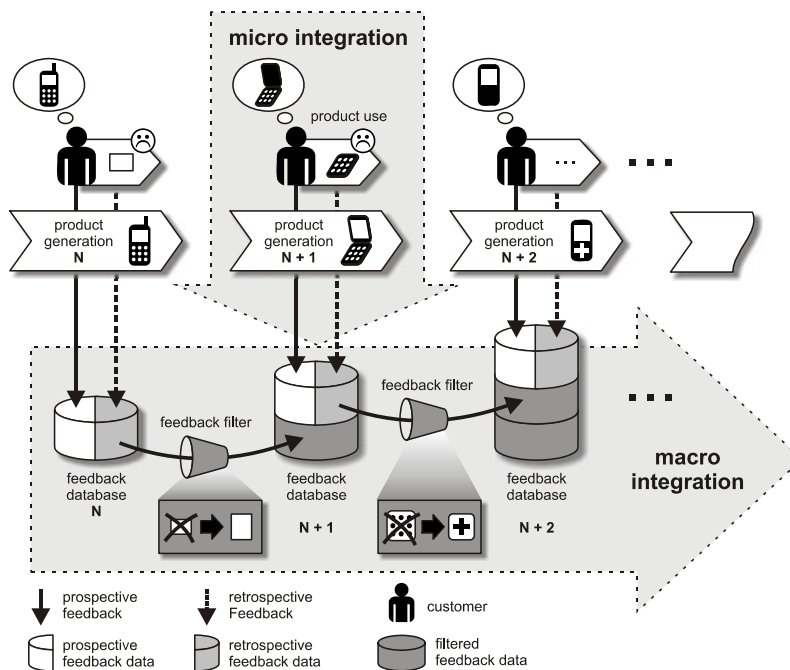 micro integration
product use
. . .
product
generation
N
product
generation
N + 1
product
generation
N + 2
feedback filter
feedback filter
feedback
database
N
feedback
database
N + 1
feedback
database
N + 2
macro
integration
prospective
feedback
retrospective
Feedback
customer
prospective
feedback data
retrospective
feedback data
filtered
feedback data